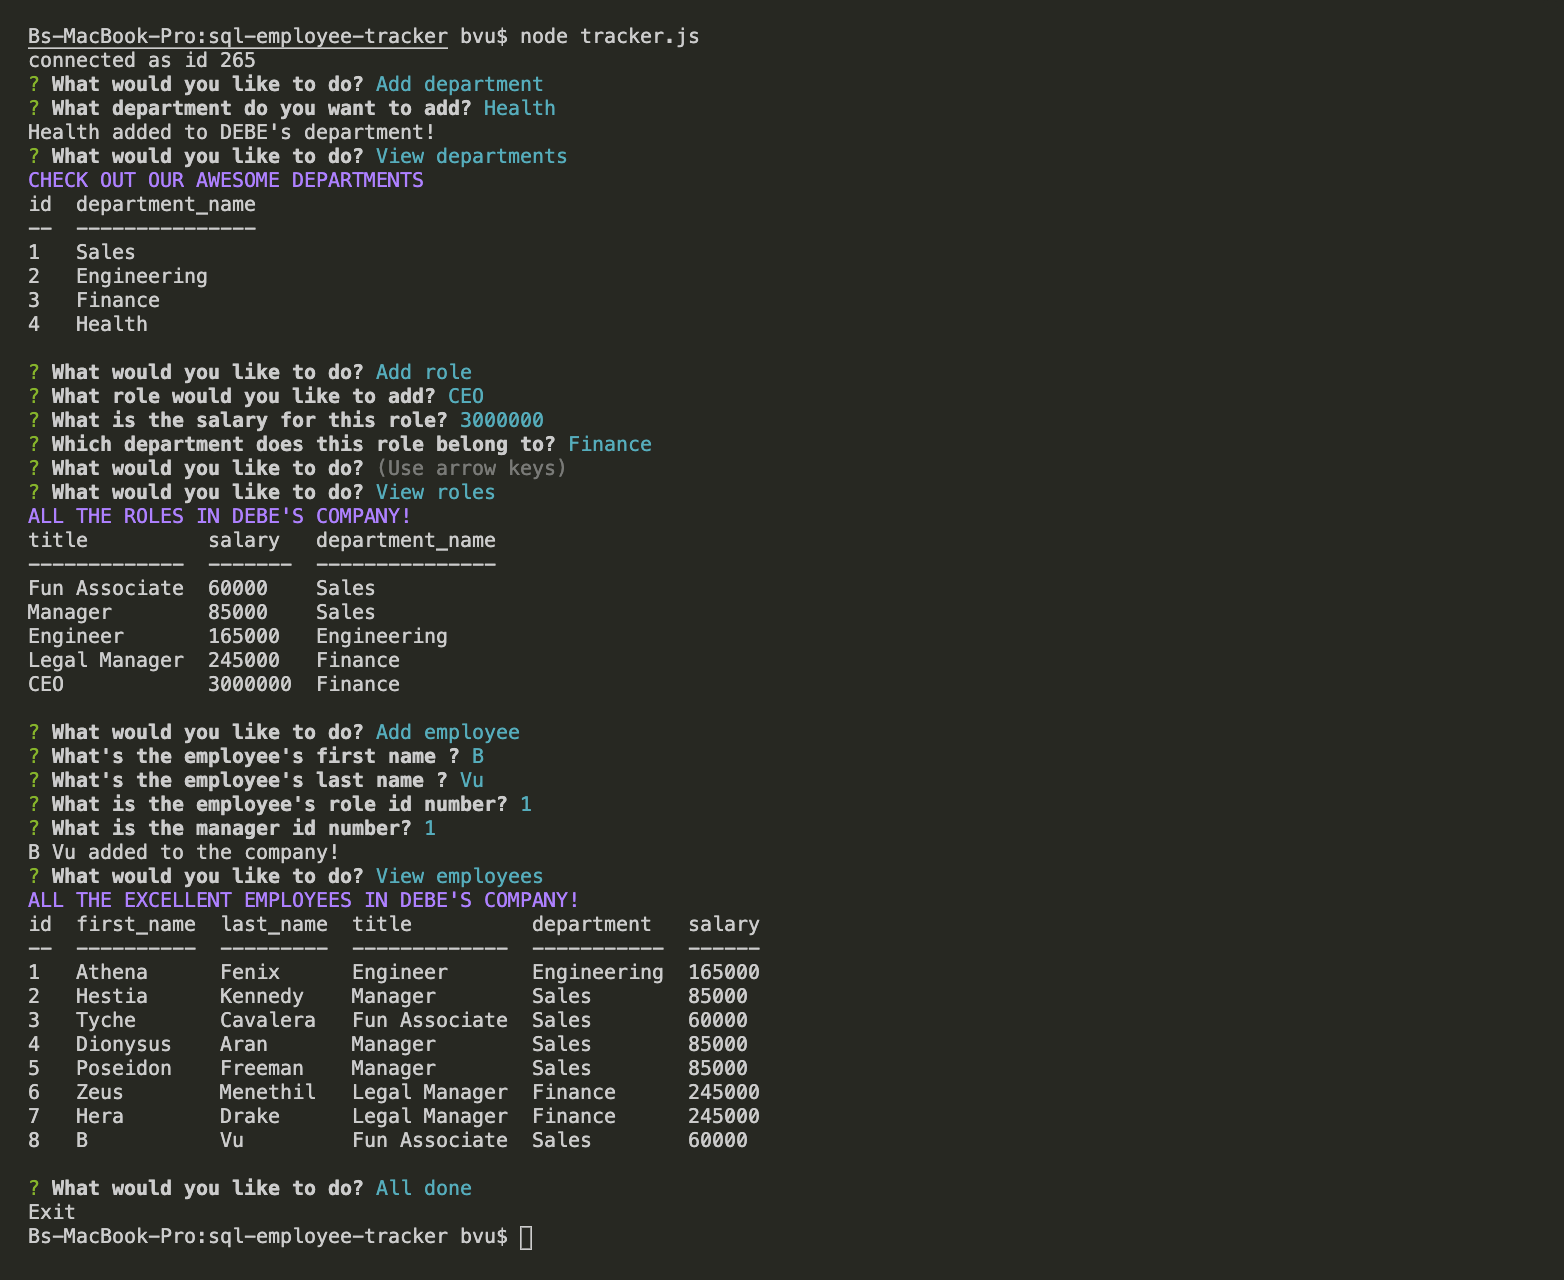 Bs-MacBook-Pro:sql-employee-tracker bvu$ node tracker.js
connected as id 265
? What would you like to do? Add department
? What department do you want to add? Health
Health added to DEBE's department!
? What would you like to do? View departments
CHECK OUT OUR AWESOME DEPARTMENTS
id  department_name
--  ---------------
1   Sales
2   Engineering
3   Finance
4   Health

? What would you like to do? Add role
? What role would you like to add? CEO
? What is the salary for this role? 3000000
? Which department does this role belong to? Finance
? What would you like to do? (Use arrow keys)
? What would you like to do? View roles
ALL THE ROLES IN DEBE'S COMPANY!
title          salary   department_name
-------------  -------  ---------------
Fun Associate  60000    Sales
Manager        85000    Sales
Engineer       165000   Engineering
Legal Manager  245000   Finance
CEO            3000000  Finance

? What would you like to do? Add employee
? What's the employee's first name ? B
? What's the employee's last name ? Vu
? What is the employee's role id number? 1
? What is the manager id number? 1
B Vu added to the company!
? What would you like to do? View employees
ALL THE EXCELLENT EMPLOYEES IN DEBE'S COMPANY!
id  first_name  last_name  title          department   salary
--  ----------  ---------  -------------  -----------  ------
1   Athena      Fenix      Engineer       Engineering  165000
2   Hestia      Kennedy    Manager        Sales        85000
3   Tyche       Cavalera   Fun Associate  Sales        60000
4   Dionysus    Aran       Manager        Sales        85000
5   Poseidon    Freeman    Manager        Sales        85000
6   Zeus        Menethil   Legal Manager  Finance      245000
7   Hera        Drake      Legal Manager  Finance      245000
8   B           Vu         Fun Associate  Sales        60000

? What would you like to do? All done
Exit
Bs-MacBook-Pro:sql-employee-tracker bvu$